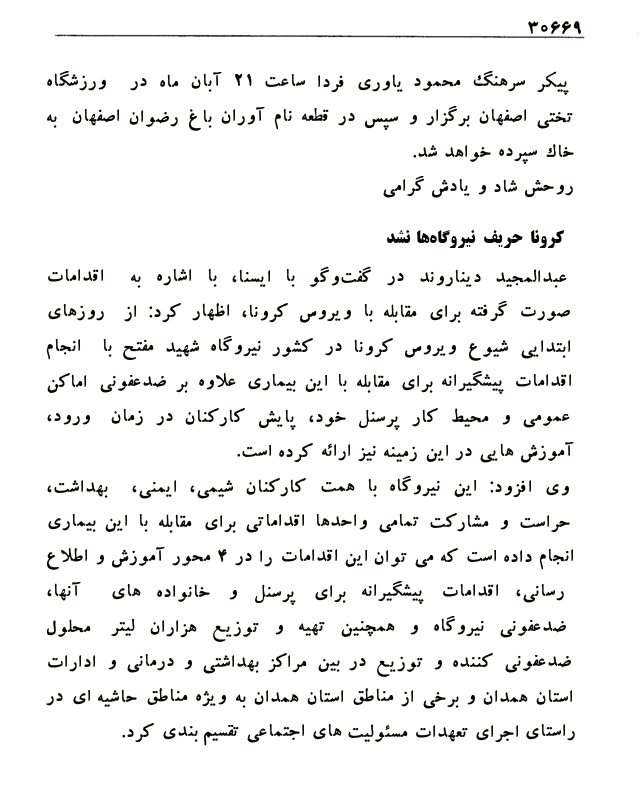 ۳۰۶۶۹
پیکر سرهنگ محمود یاوری فردا ساعت ۲۱ آبان ماه در ورزشگاه
تختی اصفهان برگزار و سپس در قطعه نام آوران باغ رضوان اصفهان به
خاك سپرده خواهد شد.
روحش شاد و یادش گرامی
کرونا حریف نیروگاه‌ها نشد
عبدالمجید دیناروند در گفت‌وگو با ایسنا، با اشاره به اقدامات
صورت گرفته برای مقابله با ویروس کرونا، اظهار کرد: از روزهای
ابتدایی شیوع ویروس کرونا در کشور نیروگاه شهید مفتح با انجام
اقدامات پیشگیرانه برای مقابله با این بیماری علاوه بر ضدعفونی اماکن
عمومی و محیط کار پرسنل خود، پایش کارکنان در زمان ورود،
آموزش هایی در این زمینه نیز ارائه کرده است.
وی افزود: این نیروگاه با همت کارکنان شیمی، ایمنی، بهداشت،
حراست و مشارکت تمامی واحدها اقداماتی برای مقابله با این بیماری
انجام داده است که می توان این اقدامات را در ۴ محور آموزش و اطلاع
رسانی، اقدامات پیشگیرانه برای پرسنل و خانواده های آنها،
ضدعفونی نیروگاه و همچنین تهیه و توزیع هزاران لیتر محلول
ضدعفونی کننده و توزیع در بین مراکز بهداشتی و درمانی و ادارات
استان همدان و برخی از مناطق استان همدان به ویژه مناطق حاشیه ای در
راستای اجرای تعهدات مسئولیت های اجتماعی تقسیم بندی کرد.